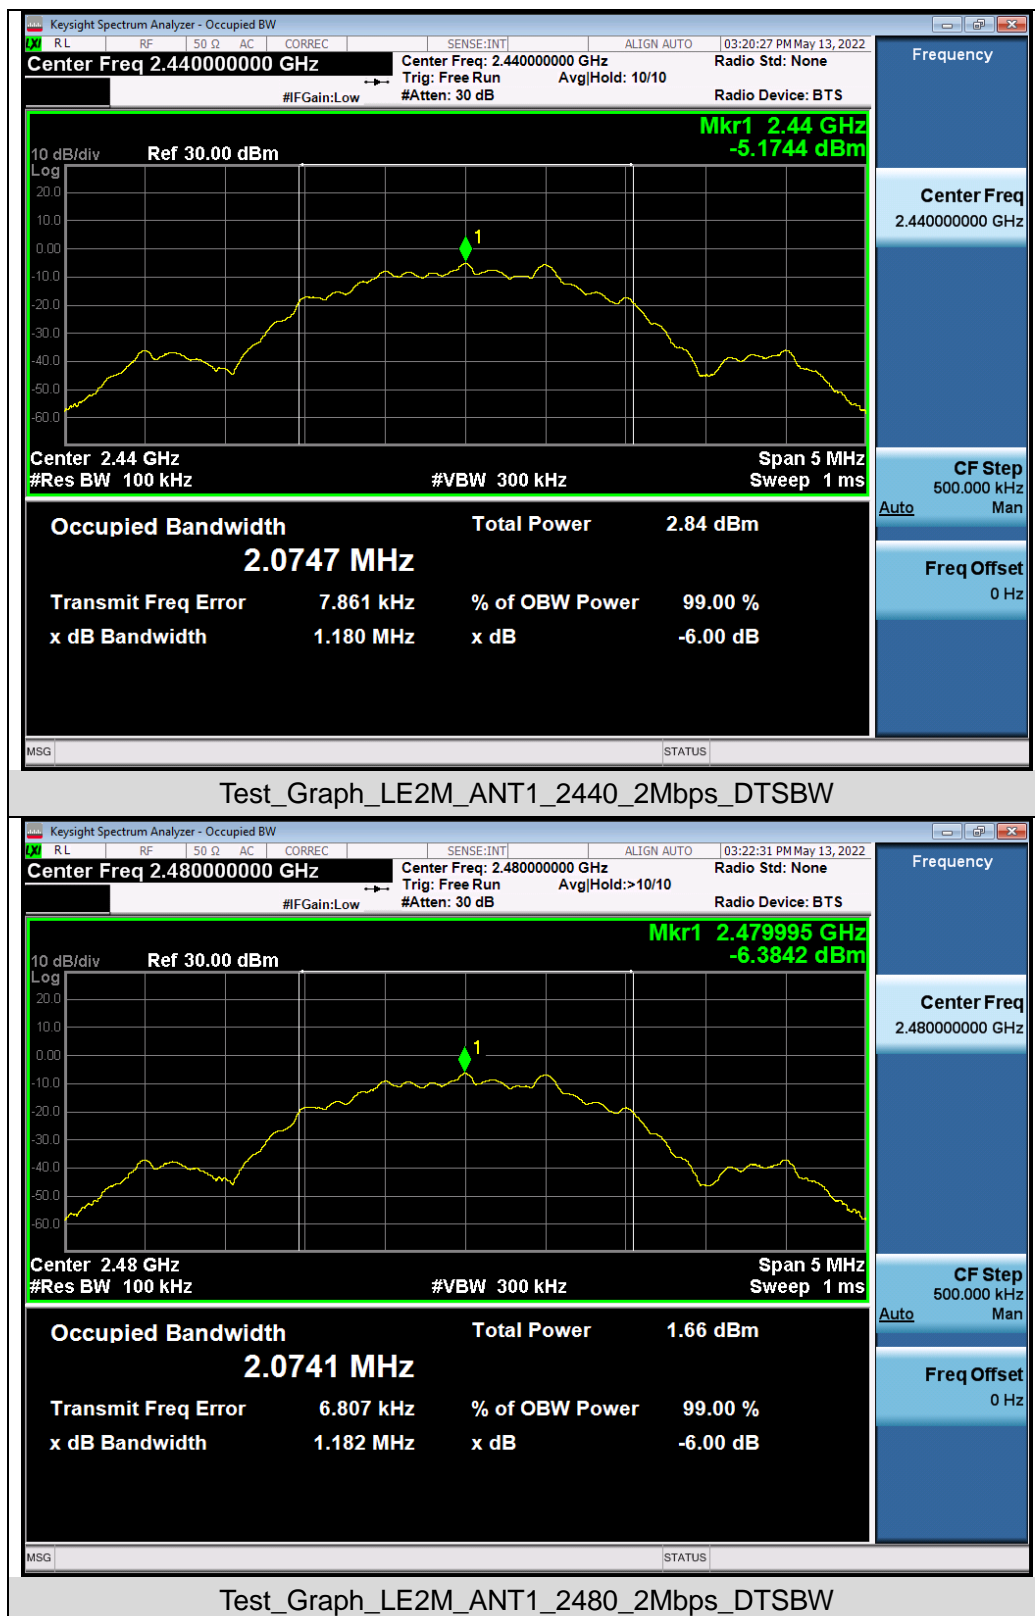 Keysight Spectrum Analyzer - Occupied BW
LXI RL RF 50 Ω AC CORREC SENSE:INT ALIGN AUTO 03:20:27 PM May 13, 2022
Center Freq 2.440000000 GHz Center Freq: 2.440000000 GHz Radio Std: None
Trig: Free Run Avg|Hold: 10/10
#IFGain:Low #Atten: 30 dB Radio Device: BTS
Frequency
Mkr1 2.44 GHz
-5.1744 dBm
10 dB/div Ref 30.00 dBm
Log
20.0
10.0
0.00
-10.0
-20.0
-30.0
-40.0
-50.0
-60.0
1
Center Freq
2.440000000 GHz
Center 2.44 GHz Span 5 MHz
#Res BW 100 kHz #VBW 300 kHz Sweep 1 ms
CF Step
500.000 kHz
Auto Man
Occupied Bandwidth Total Power 2.84 dBm
2.0747 MHz
Transmit Freq Error 7.861 kHz % of OBW Power 99.00 %
x dB Bandwidth 1.180 MHz x dB -6.00 dB
Freq Offset
0 Hz
MSG STATUS
Test_Graph_LE2M_ANT1_2440_2Mbps_DTSBW
Keysight Spectrum Analyzer - Occupied BW
LXI RL RF 50 Ω AC CORREC SENSE:INT ALIGN AUTO 03:22:31 PM May 13, 2022
Center Freq 2.480000000 GHz Center Freq: 2.480000000 GHz Radio Std: None
Trig: Free Run Avg|Hold:>10/10
#IFGain:Low #Atten: 30 dB Radio Device: BTS
Frequency
Mkr1 2.479995 GHz
-6.3842 dBm
10 dB/div Ref 30.00 dBm
Log
20.0
10.0
0.00
-10.0
-20.0
-30.0
-40.0
-50.0
-60.0
1
Center Freq
2.480000000 GHz
Center 2.48 GHz Span 5 MHz
#Res BW 100 kHz #VBW 300 kHz Sweep 1 ms
CF Step
500.000 kHz
Auto Man
Occupied Bandwidth Total Power 1.66 dBm
2.0741 MHz
Transmit Freq Error 6.807 kHz % of OBW Power 99.00 %
x dB Bandwidth 1.182 MHz x dB -6.00 dB
Freq Offset
0 Hz
MSG STATUS
Test_Graph_LE2M_ANT1_2480_2Mbps_DTSBW